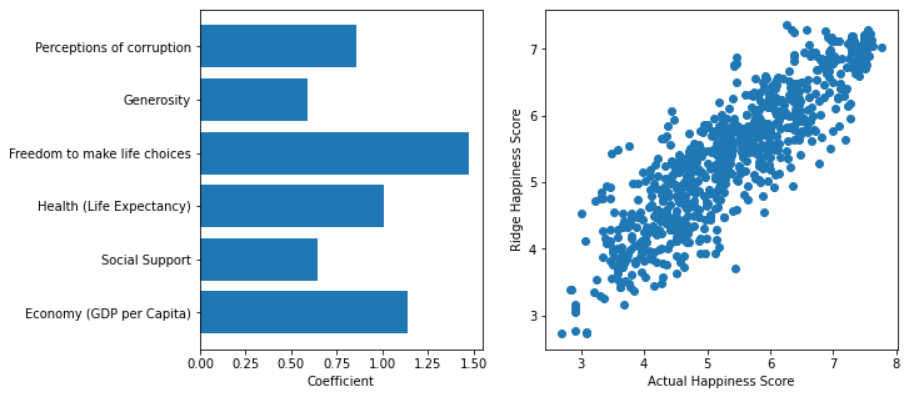 Perceptions of corruption
Generosity
Freedom to make life choices
Health (Life Expectancy)
Social Support
Economy (GDP per Capita)
0.00 0.25 0.50 0.75 1.00 1.25 1.50
Coefficient
7
6
5
4
3
Ridge Happiness Score
3 4 5 6 7 8
Actual Happiness Score